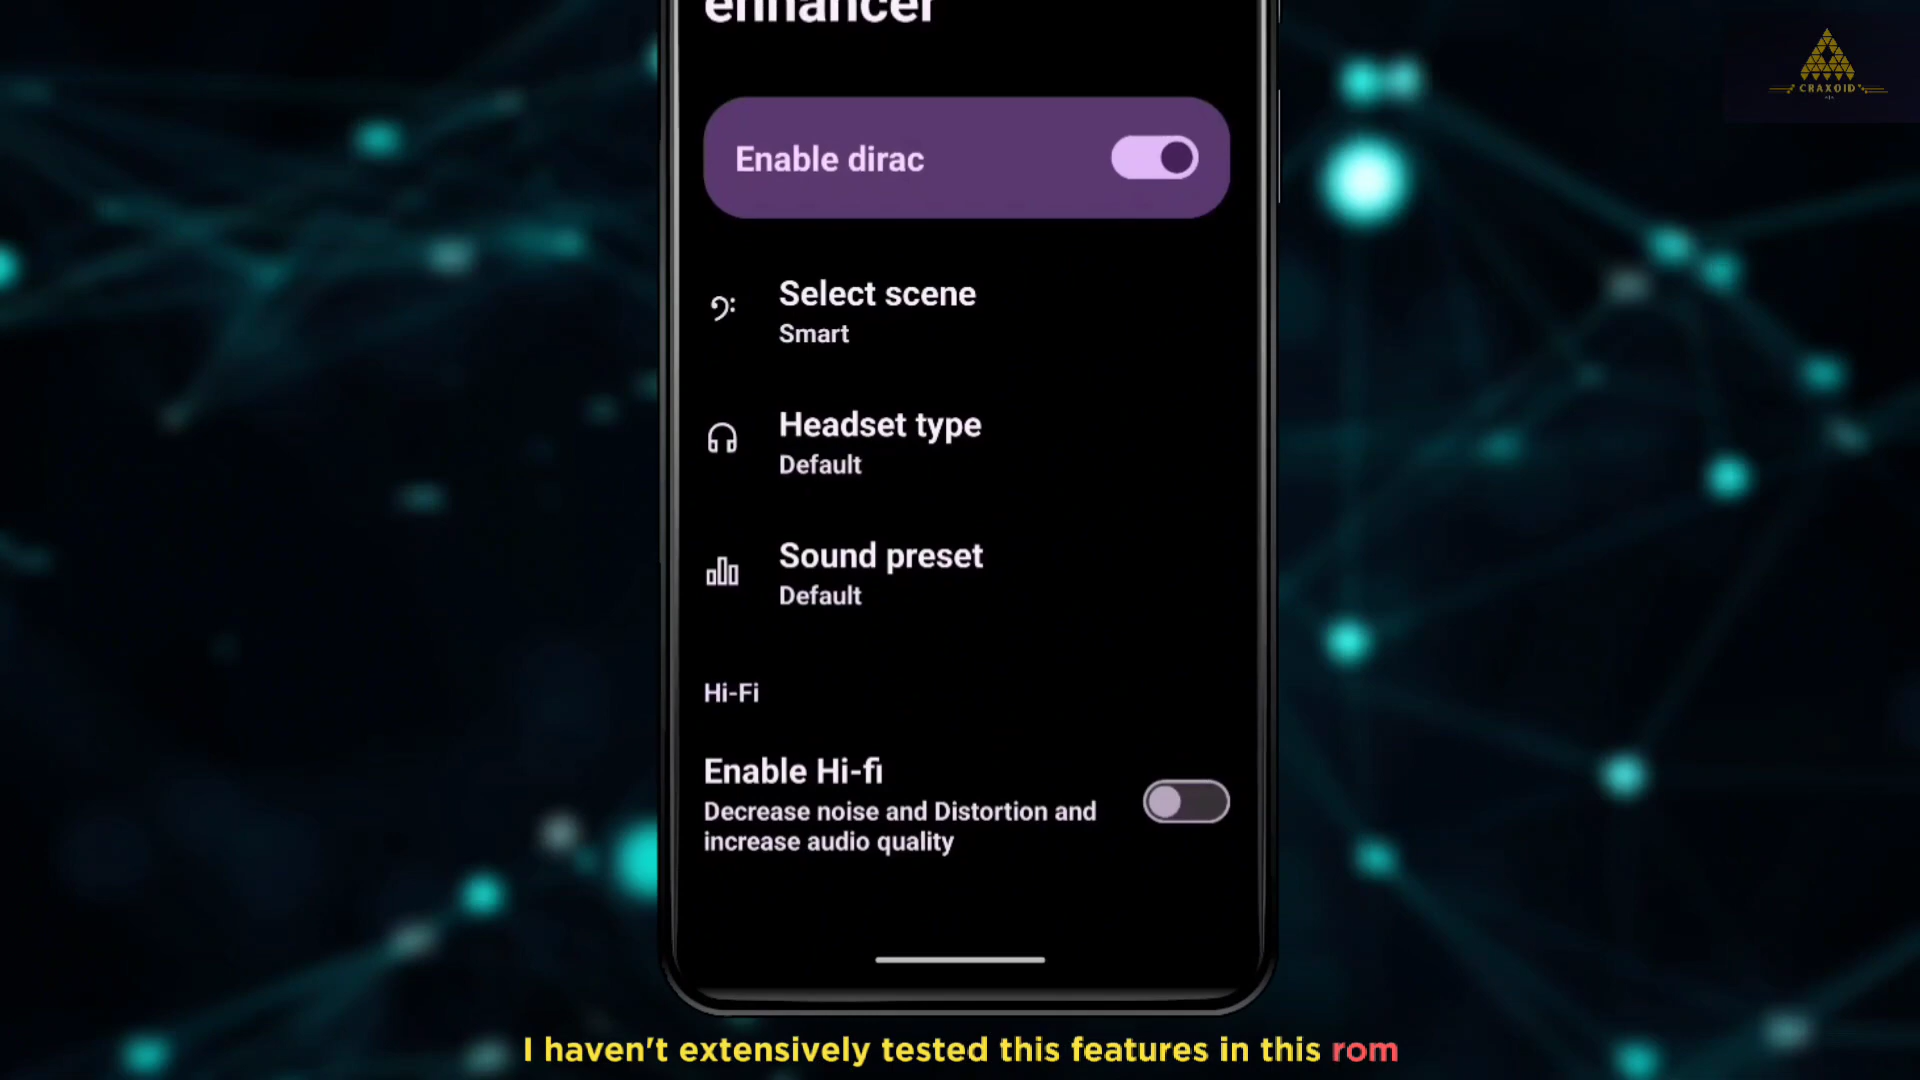 enhancer
CRAXOID
Enable dirac
Select scene
Smart
Headset type
Default
Sound preset
Default
Hi-Fi
Enable Hi-fi
Decrease noise and Distortion and
increase audio quality
I haven't extensively tested this features in this rom